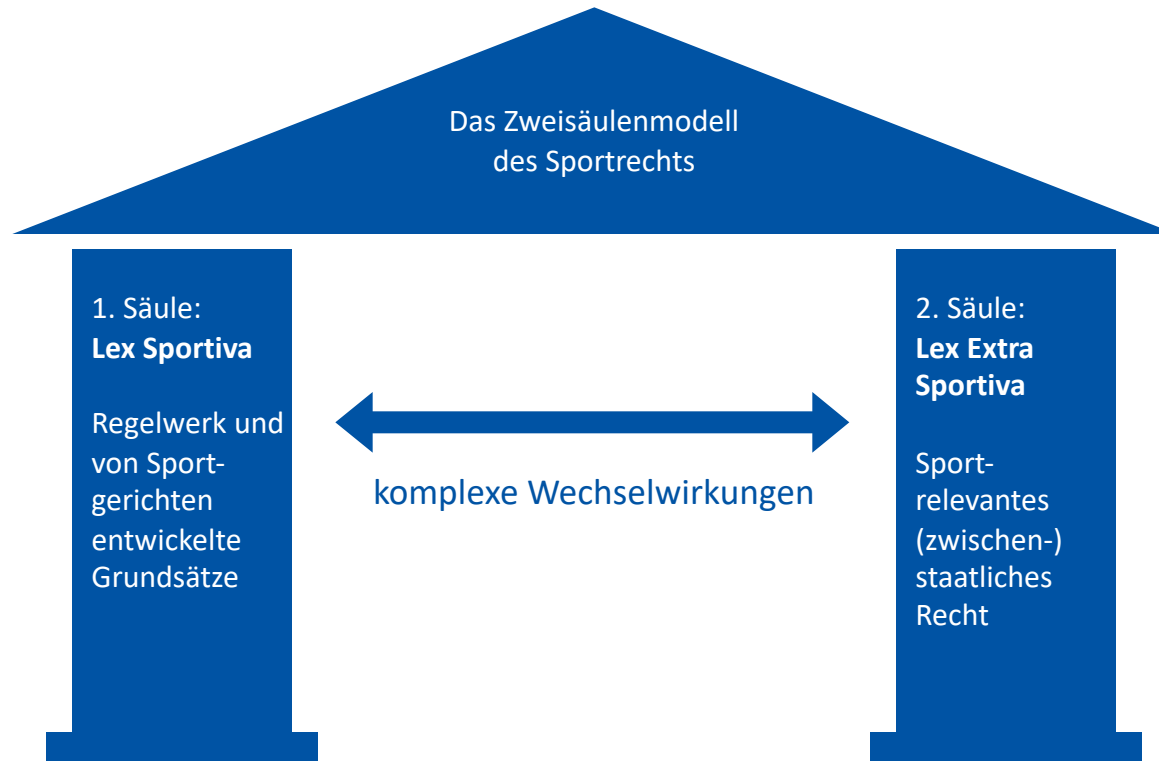 Das Zweisäulenmodell
des Sportrechts
1. Säule:
Lex Sportiva
Regelwerk und
von Sport-
gerichten
entwickelte
Grundsätze
komplexe Wechselwirkungen
2. Säule:
Lex Extra
Sportiva
Sport-
relevantes
(zwischen-)
staatliches
Recht